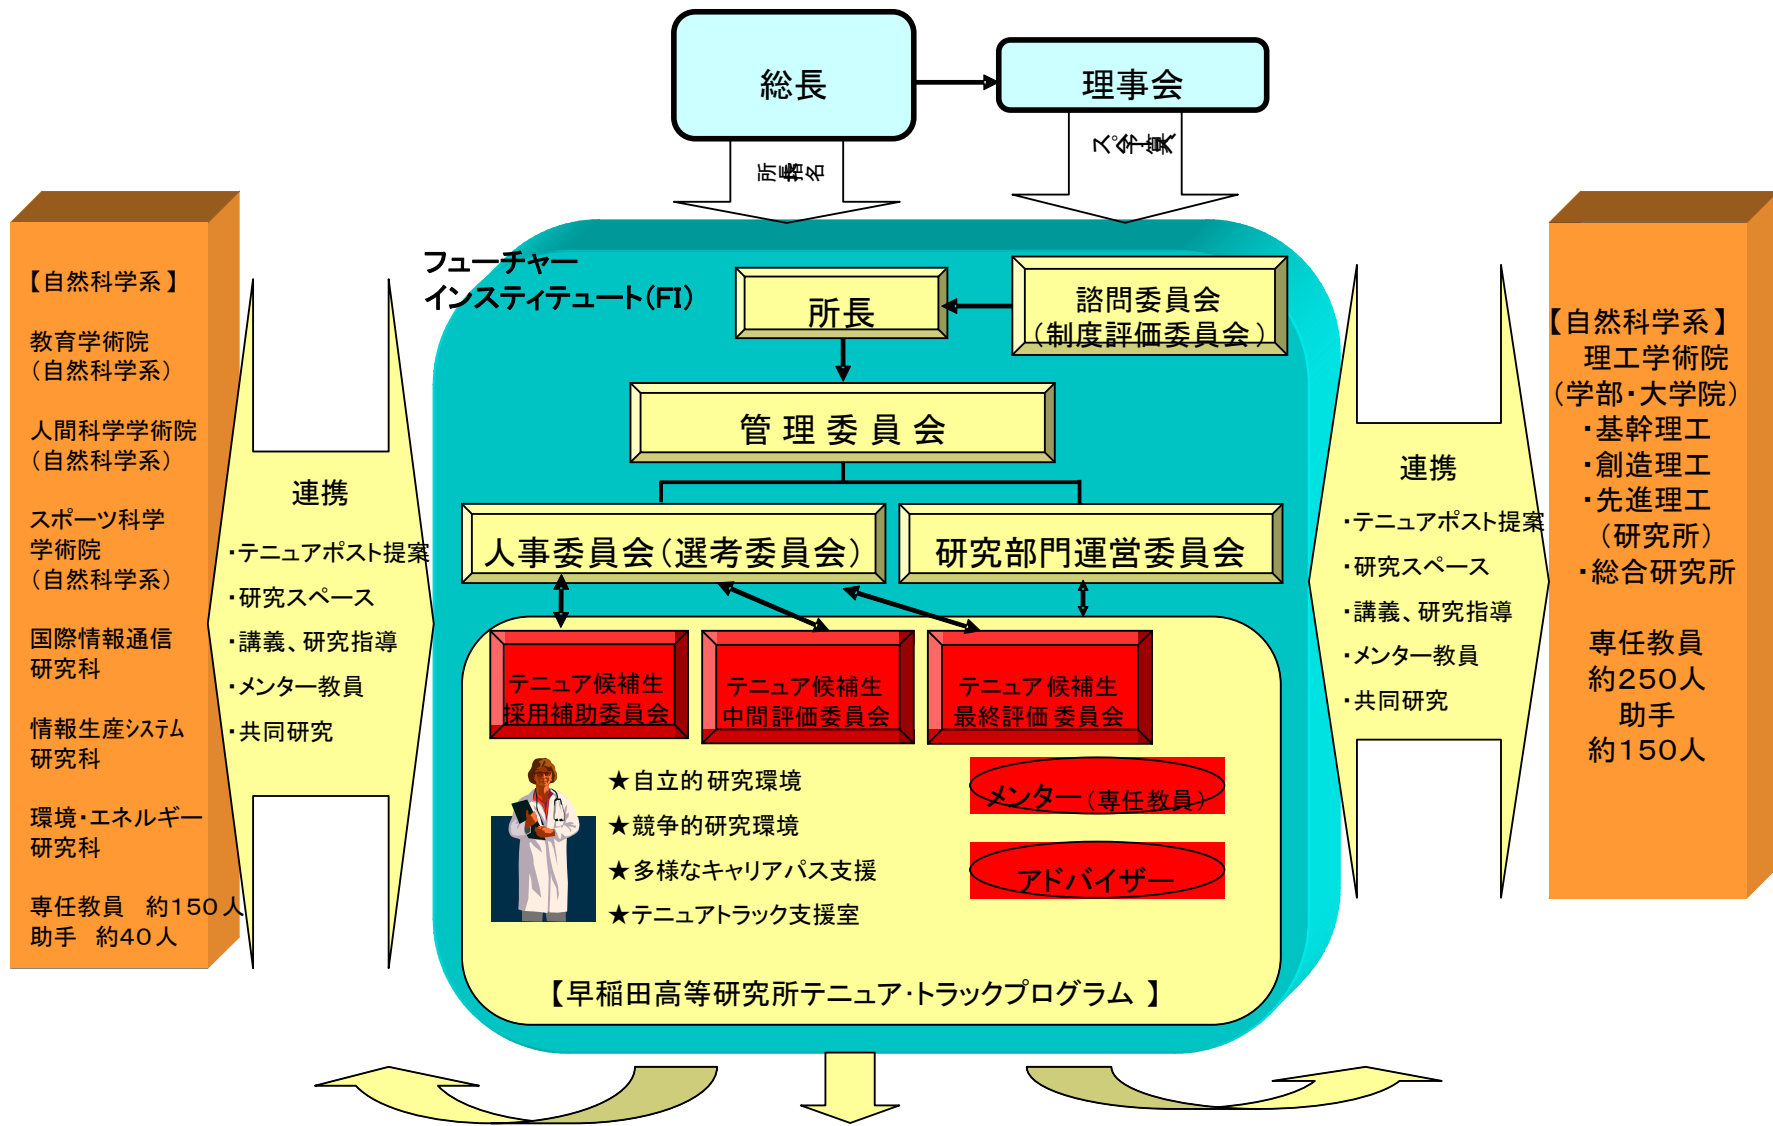 総長
理事会
所長指名
フューチャー
インスティテュート(FI)
所長
諮問委員会
(制度評価委員会)
管理委員会
人事委員会(選考委員会)
研究部門運営委員会
テニュア候補生
採用補助委員会
テニュア候補生
中間評価委員会
テニュア候補生
最終評価委員会
★自立的研究環境
★競争的研究環境
★多様なキャリアパス支援
★テニュアトラック支援室
メンター(専任教員)
アドバイザー
【早稲田高等研究所テニュア・トラックプログラム】
【自然科学系】
教育学術院
(自然科学系)
人間科学学術院
(自然科学系)
スポーツ科学
学術院
(自然科学系)
国際情報通信
研究科
情報生産システム
研究科
環境・エネルギー
研究科
専任教員 約150人
助手 約40人
連携
・テニュアポスト提案
・研究スペース
・講義、研究指導
・メンター教員
・共同研究
連携
・テニュアポスト提案
・研究スペース
・講義、研究指導
・メンター教員
・共同研究
【自然科学系】
理工学術院
(学部・大学院)
・基幹理工
・創造理工
・先進理工
(研究所)
・総合研究所
専任教員
約250人
助手
約150人